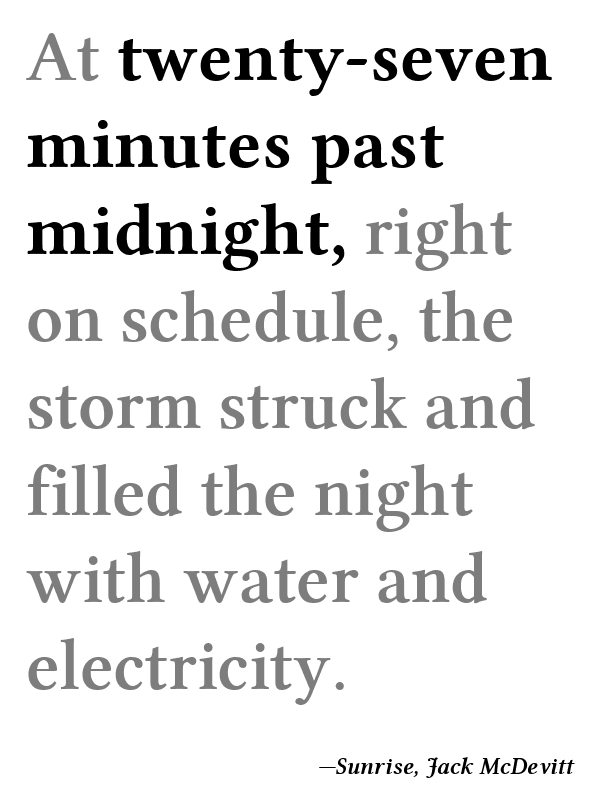 At twenty-seven
minutes past
midnight, right
on schedule, the
storm struck and
filled the night
with water and
electricity.
—Sunrise, Jack McDevitt